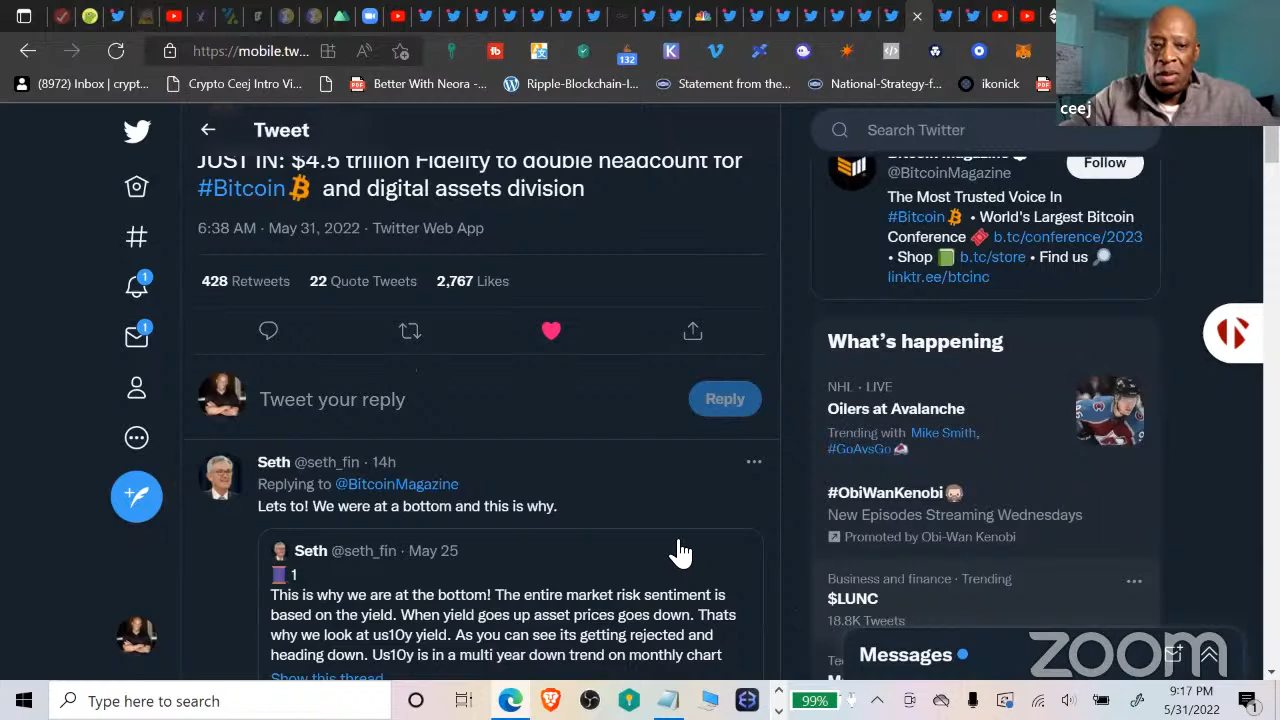 https://mobile.tw...
132
(8972) Inbox | crypt...
Crypto Ceej Intro Vi...
Better With Neora -...
Ripple-Blockchain-I...
Statement from the...
National-Strategy-f...
ikonick
ceej
Tweet
Search Twitter
JUST IN: $4.5 trillion Fidelity to double headcount for
#Bitcoin and digital assets division
6:38 AM · May 31, 2022 · Twitter Web App
428 Retweets 22 Quote Tweets 2,767 Likes
Tweet your reply
Reply
Seth @seth_fin · 14h
Replying to @BitcoinMagazine
Lets to! We were at a bottom and this is why.
Seth @seth_fin · May 25
1
This is why we are at the bottom! The entire market risk sentiment is
based on the yield. When yield goes up asset prices goes down. Thats
why we look at us10y yield. As you can see its getting rejected and
heading down. Us10y is in a multi year down trend on monthly chart
Show this thread
Bitcoin Magazine
@BitcoinMagazine
Follow
The Most Trusted Voice In
#Bitcoin • World's Largest Bitcoin
Conference b.tc/conference/2023
• Shop b.tc/store • Find us
linktr.ee/btcinc
What's happening
NHL · LIVE
Oilers at Avalanche
Trending with Mike Smith,
#GoAvsGo
#ObiWanKenobi
New Episodes Streaming Wednesdays
Promoted by Obi-Wan Kenobi
Business and finance · Trending
$LUNC
18.8K Tweets
Messages
zoom
1
1
Type here to search
99%
9:17 PM
5/31/2022
1